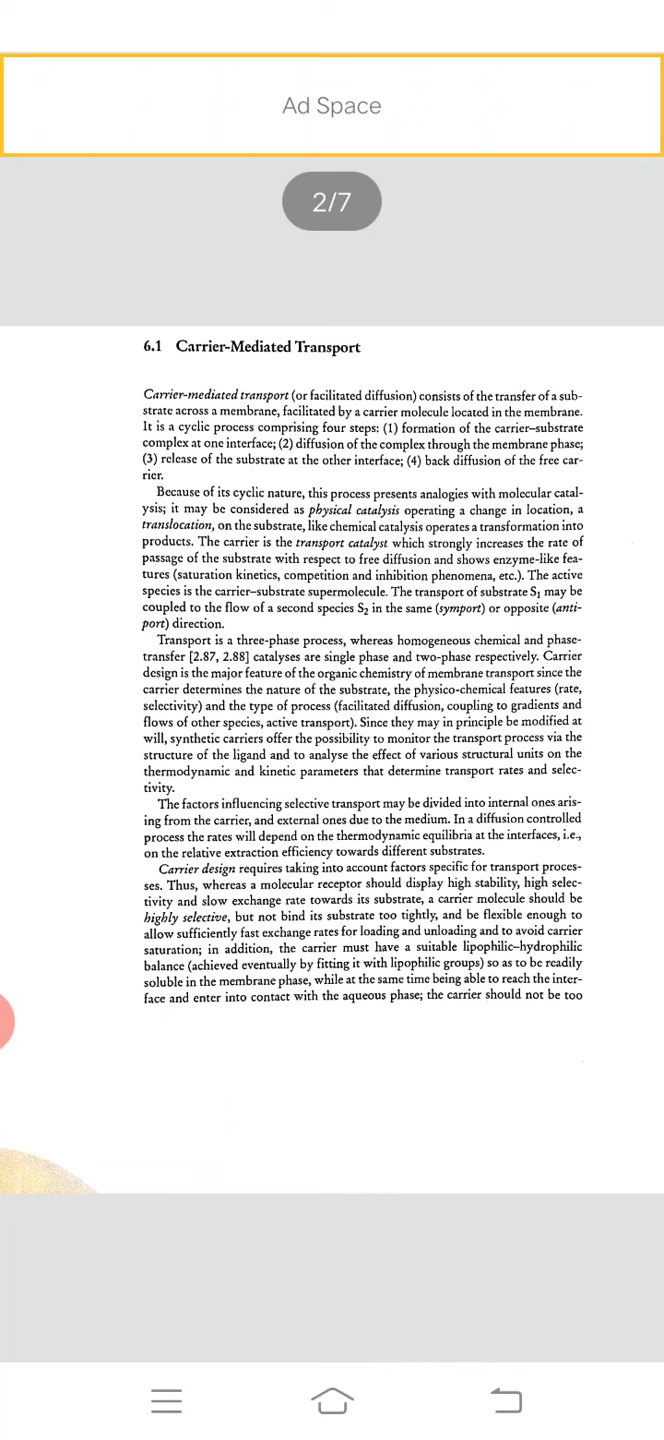 Ad Space
2/7
6.1 Carrier-Mediated Transport
Carrier-mediated transport (or facilitated diffusion) consists of the transfer of a sub-
strate across a membrane, facilitated by a carrier molecule located in the membrane.
It is a cyclic process comprising four steps: (1) formation of the carrier–substrate
complex at one interface; (2) diffusion of the complex through the membrane phase;
(3) release of the substrate at the other interface; (4) back diffusion of the free car-
rier.
Because of its cyclic nature, this process presents analogies with molecular catal-
ysis; it may be considered as physical catalysis operating a change in location, a
translocation, on the substrate, like chemical catalysis operates a transformation into
products. The carrier is the transport catalyst which strongly increases the rate of
passage of the substrate with respect to free diffusion and shows enzyme-like fea-
tures (saturation kinetics, competition and inhibition phenomena, etc.). The active
species is the carrier–substrate supermolecule. The transport of substrate S₁ may be
coupled to the flow of a second species S₂ in the same (symport) or opposite (anti-
port) direction.
Transport is a three-phase process, whereas homogeneous chemical and phase-
transfer [2.87, 2.88] catalyses are single phase and two-phase respectively. Carrier
design is the major feature of the organic chemistry of membrane transport since the
carrier determines the nature of the substrate, the physico-chemical features (rate,
selectivity) and the type of process (facilitated diffusion, coupling to gradients and
flows of other species, active transport). Since they may in principle be modified at
will, synthetic carriers offer the possibility to monitor the transport process via the
structure of the ligand and to analyse the effect of various structural units on the
thermodynamic and kinetic parameters that determine transport rates and selec-
tivity.
The factors influencing selective transport may be divided into internal ones aris-
ing from the carrier, and external ones due to the medium. In a diffusion controlled
process the rates will depend on the thermodynamic equilibria at the interfaces, i.e.,
on the relative extraction efficiency towards different substrates.
Carrier design requires taking into account factors specific for transport proces-
ses. Thus, whereas a molecular receptor should display high stability, high selec-
tivity and slow exchange rate towards its substrate, a carrier molecule should be
highly selective, but not bind its substrate too tightly, and be flexible enough to
allow sufficiently fast exchange rates for loading and unloading and to avoid carrier
saturation; in addition, the carrier must have a suitable lipophilic–hydrophilic
balance (achieved eventually by fitting it with lipophilic groups) so as to be readily
soluble in the membrane phase, while at the same time being able to reach the inter-
face and enter into contact with the aqueous phase; the carrier should not be too